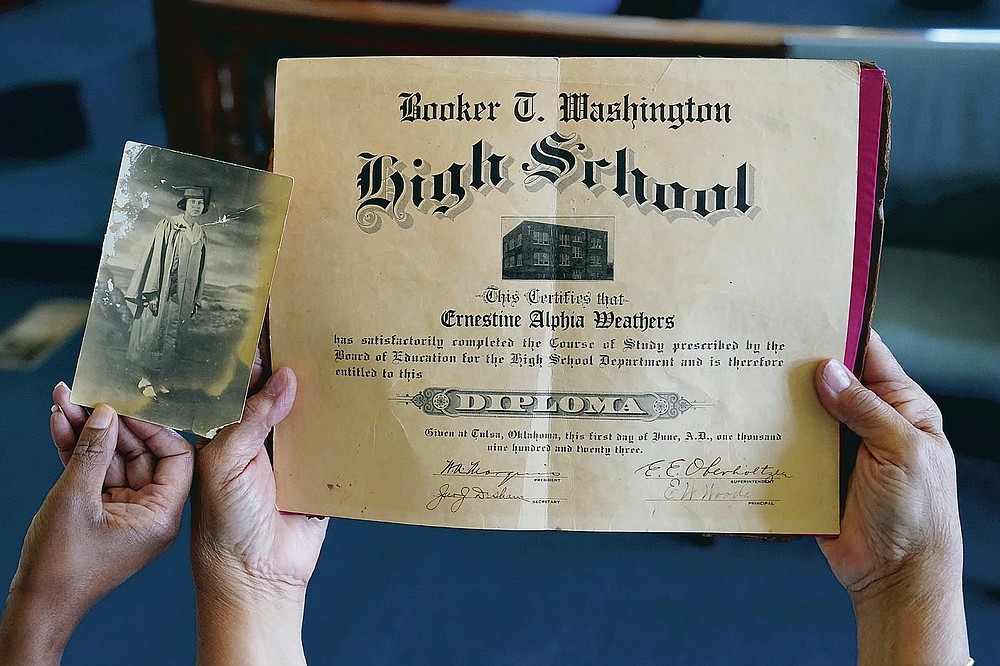 Booker T. Washington
High School
This Certifies that
Ernestine Alphia Weathers
has satisfactorily completed the Course of Study prescribed by the
Board of Education for the High School Department and is therefore
entitled to this
DIPLOMA
Given at Tulsa, Oklahoma, this first day of June, A.D., one thousand
nine hundred and twenty three.
E. E. Oberholtzer
PRESIDENT
SUPERINTENDENT
E W Woods
SECRETARY
PRINCIPAL